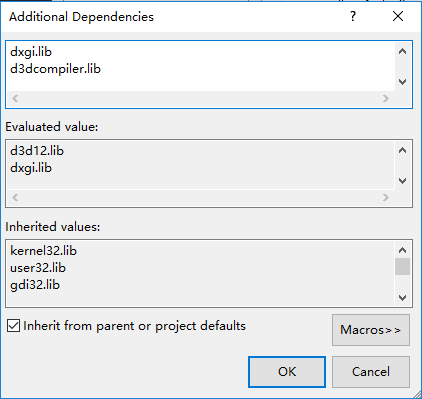 Additional Dependencies
dxgi.lib
d3dcompiler.lib
Evaluated value:
d3d12.lib
dxgi.lib
Inherited values:
kernel32.lib
user32.lib
gdi32.lib
Inherit from parent or project defaults
Macros>>
OK
Cancel